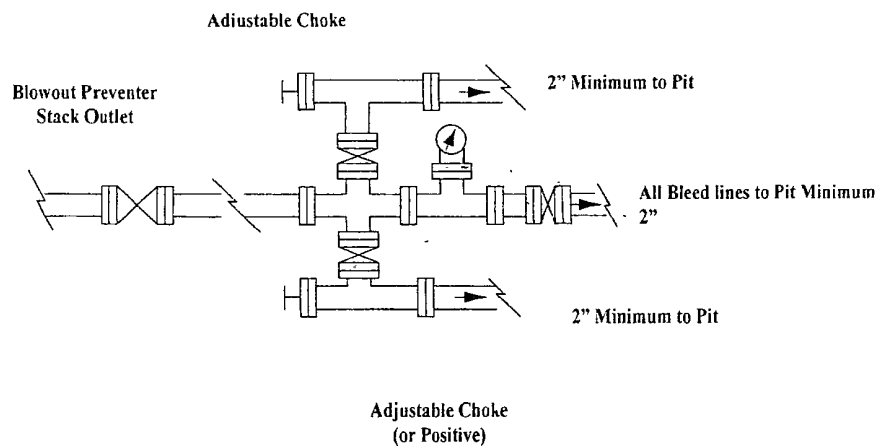 Adiustable Choke
2” Minimum to Pit
Blowout Preventer
Stack Outlet
All Bleed lines to Pit Minimum
2”
2” Minimum to Pit
Adjustable Choke
(or Positive)